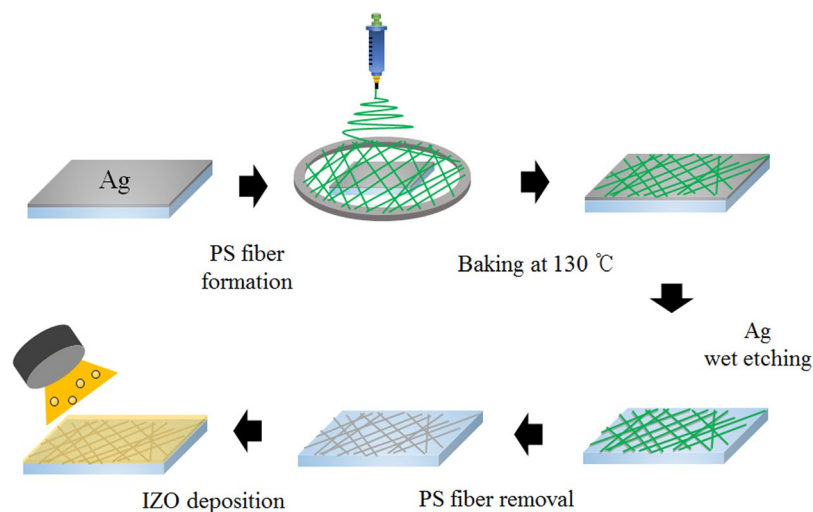 Ag
PS fiber
formation
Baking at 130 ℃
Ag
wet etching
PS fiber removal
IZO deposition